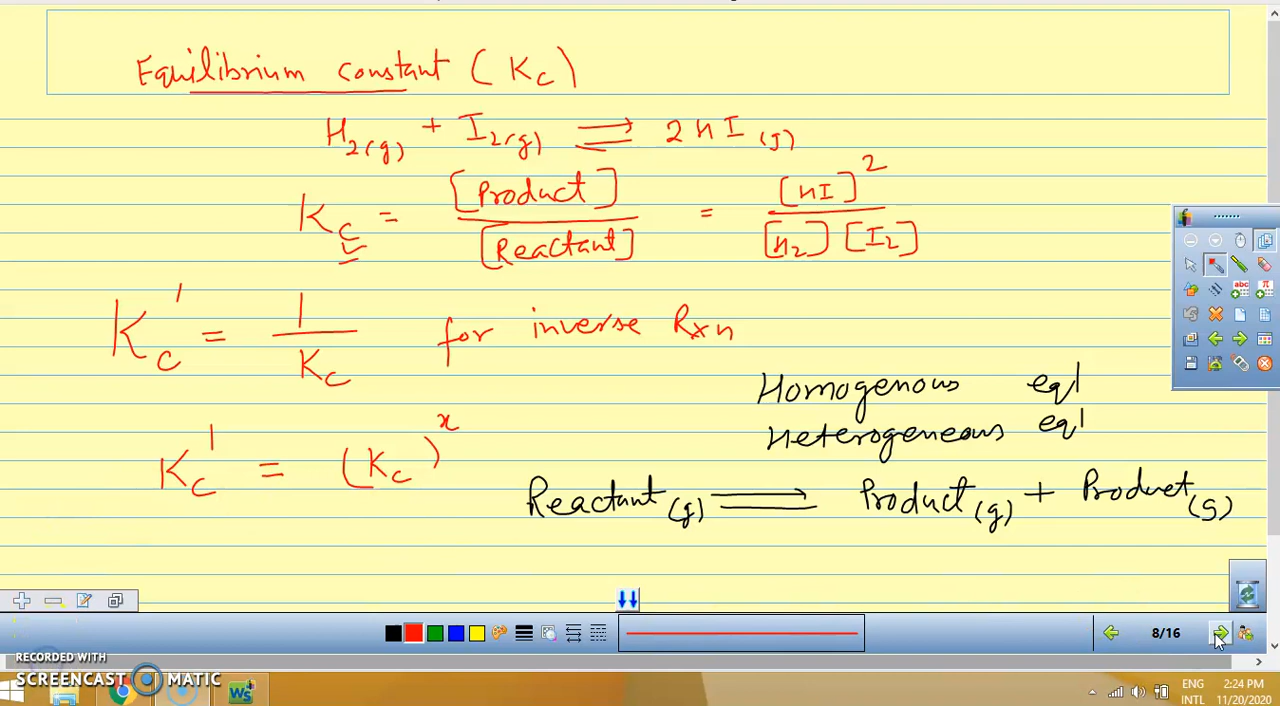 Equilibrium constant (Kc)
H2(g) + I2(g) ⇌ 2HI(g)
Kc = [Product] / [Reactant] = [HI]^2 / [H2] [I2]
Kc' = 1 / Kc for inverse Rxn
Homogenous eql
Heterogeneous eql
Kc' = (Kc)^x
Reactant(g) ⇌ Product(g) + Product(g)
8/16
RECORDED WITH
SCREENCAST MATIC
ENG
INTL
2:24 PM
11/20/2020